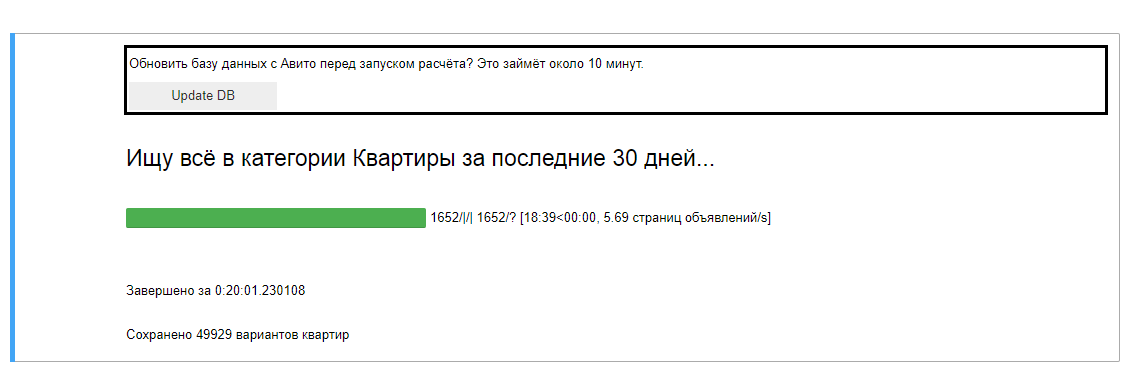 Обновить базу данных с Авито перед запуском расчёта? Это займёт около 10 минут.
Update DB
Ищу всё в категории Квартиры за последние 30 дней...
1652/|/| 1652/? [18:39<00:00, 5.69 страниц объявлений/s]
Завершено за 0:20:01.230108
Сохранено 49929 вариантов квартир